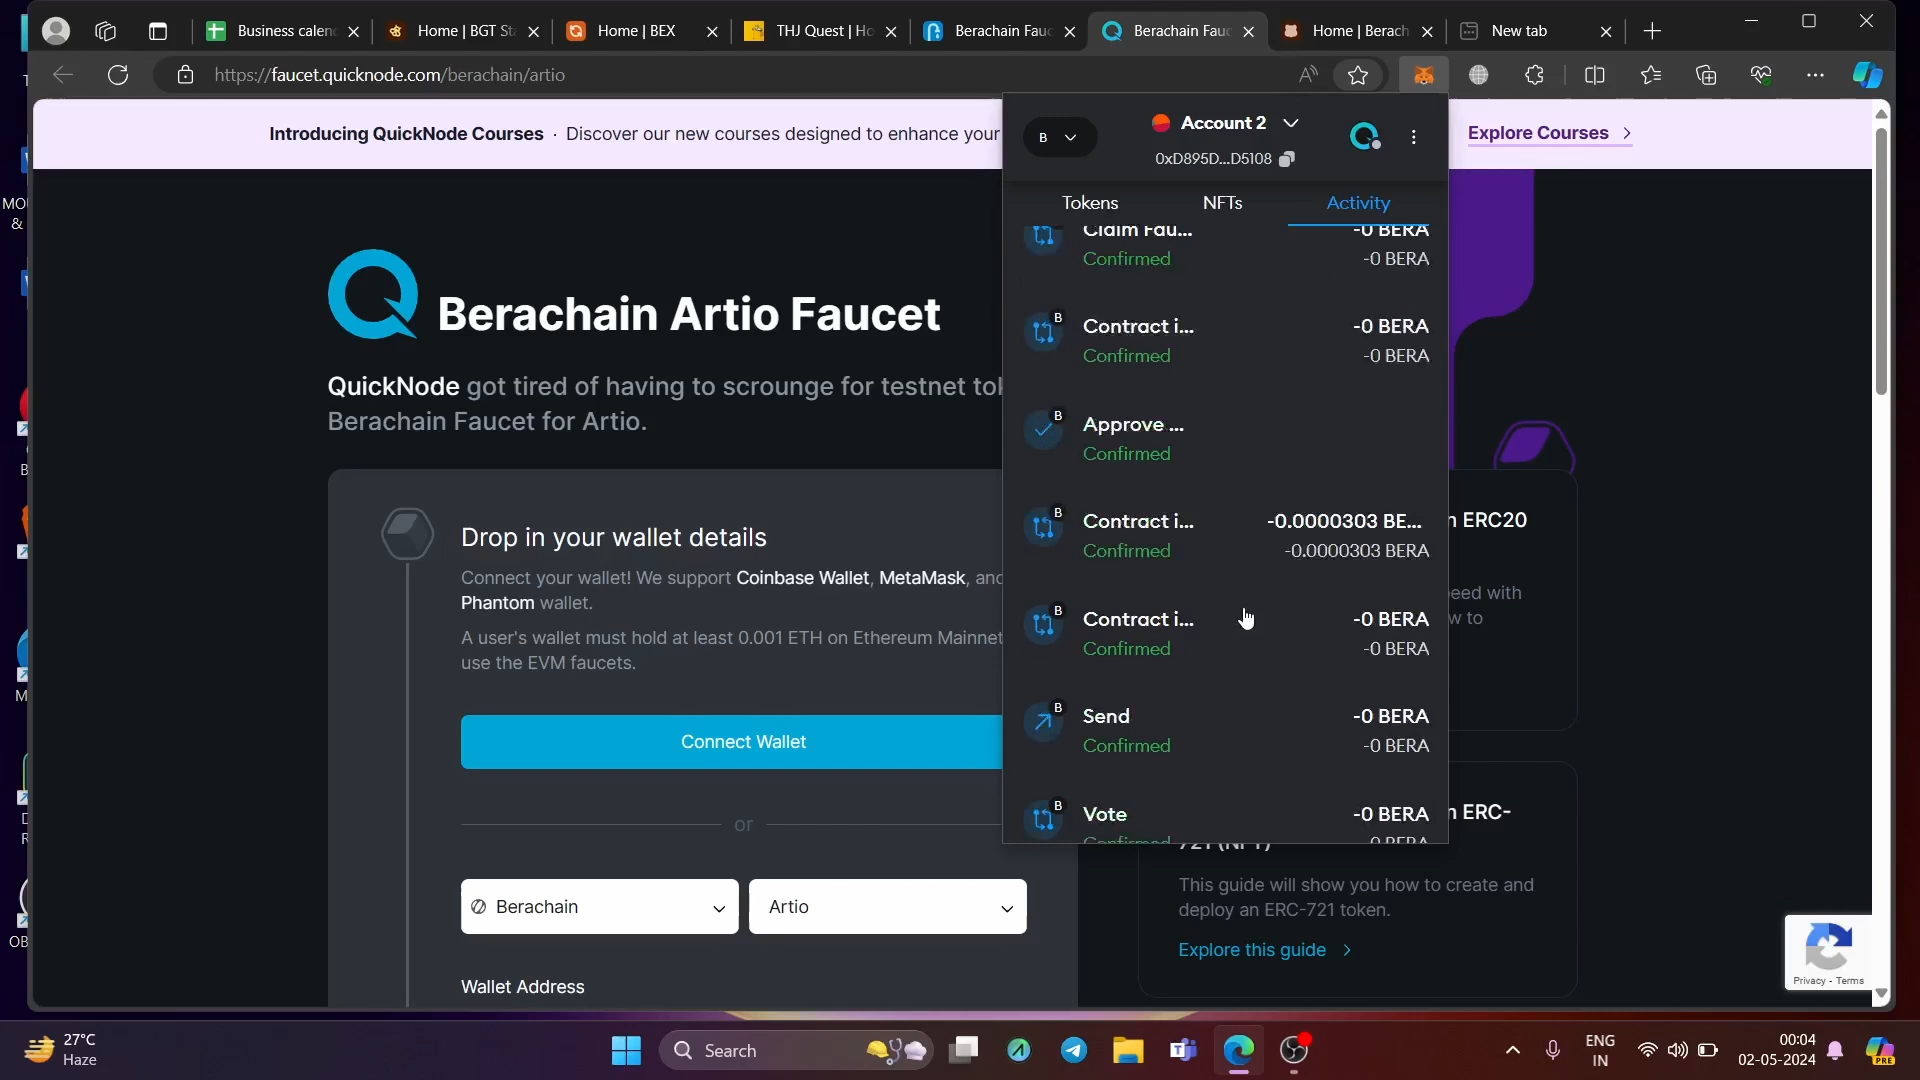 Business calen
Home | BGT St
Home | BEX
THJ Quest | Ho
Berachain Fauc
Berachain Fauc
Home | Berach
New tab
https://faucet.quicknode.com/berachain/artio
Introducing QuickNode Courses · Discover our new courses designed to enhance your
Explore Courses
B
Account 2
0xD895D...D5108
Tokens
NFTs
Activity
Claim Fau...
-0 BERA
Confirmed
-0 BERA
B
Contract i...
-0 BERA
Confirmed
-0 BERA
B
Approve ...
Confirmed
B
Contract i...
-0.0000303 BE...
Confirmed
-0.0000303 BERA
B
Contract i...
-0 BERA
Confirmed
-0 BERA
B
Send
-0 BERA
Confirmed
-0 BERA
B
Vote
-0 BERA
Confirmed
-0 BERA
Berachain Artio Faucet
QuickNode got tired of having to scrounge for testnet tok
Berachain Faucet for Artio.
Drop in your wallet details
Connect your wallet! We support Coinbase Wallet, MetaMask, and
Phantom wallet.
A user's wallet must hold at least 0.001 ETH on Ethereum Mainnet
use the EVM faucets.
Connect Wallet
or
Berachain
Artio
Wallet Address
n ERC20
eed with
w to
n ERC-
721 (NFT)
This guide will show you how to create and
deploy an ERC-721 token.
Explore this guide
Privacy - Terms
MO
&
B
M
D
R
OB
27°C
Haze
Search
ENG
IN
00:04
02-05-2024
PRE